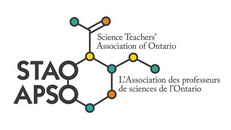 Science Teachers'
Association of Ontario
STAO
APSO
L'Association des professeurs
de sciences de l'Ontario